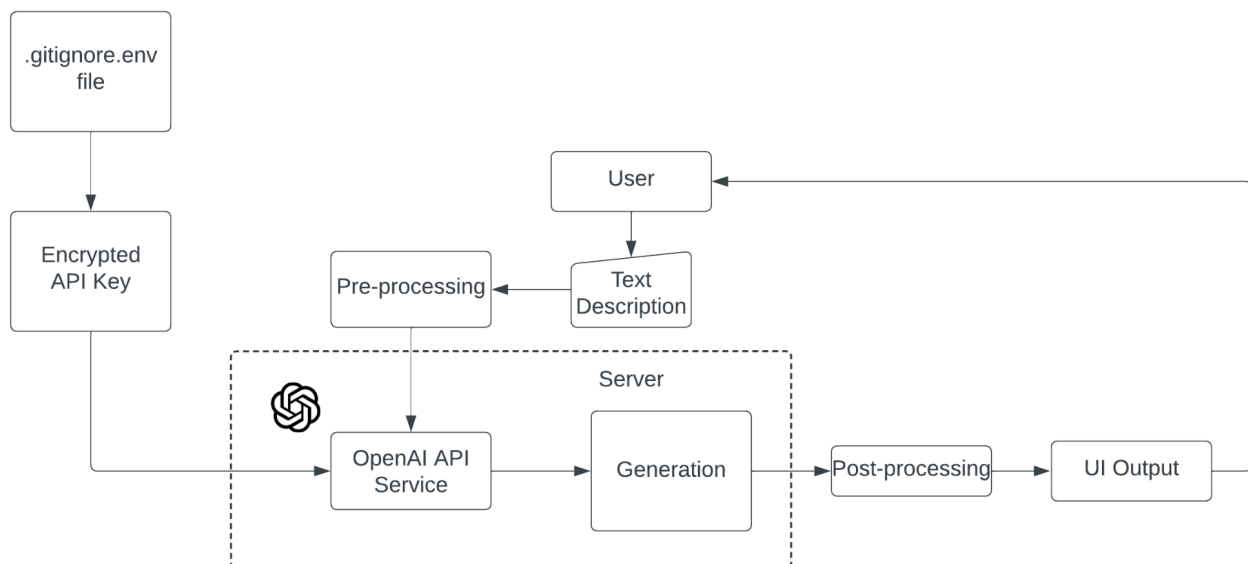 .gitignore.env
file
User
Encrypted
API Key
Pre-processing
Text
Description
Server
OpenAI API
Service
Generation
Post-processing
UI Output